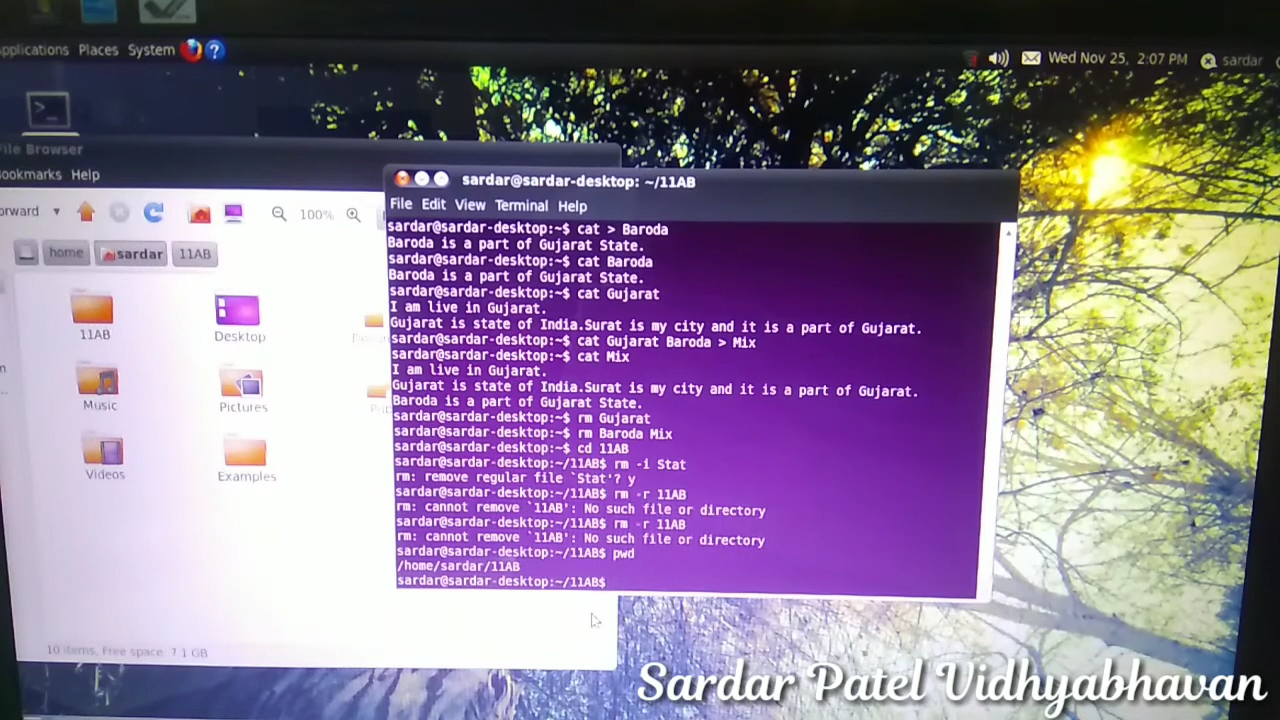 Applications Places System
Wed Nov 25, 2:07 PM sardar
File Browser
Bookmarks Help
orward 100%
home sardar 11AB
11AB
Desktop
Music
Pictures
Videos
Examples
10 items, Free space: 7.1 GB
sardar@sardar-desktop: ~/11AB
File Edit View Terminal Help
sardar@sardar-desktop:~$ cat > Baroda
Baroda is a part of Gujarat State.
sardar@sardar-desktop:~$ cat Baroda
Baroda is a part of Gujarat State.
sardar@sardar-desktop:~$ cat Gujarat
I am live in Gujarat.
Gujarat is state of India.Surat is my city and it is a part of Gujarat.
sardar@sardar-desktop:~$ cat Gujarat Baroda > Mix
sardar@sardar-desktop:~$ cat Mix
I am live in Gujarat.
Gujarat is state of India.Surat is my city and it is a part of Gujarat.
Baroda is a part of Gujarat State.
sardar@sardar-desktop:~$ rm Gujarat
sardar@sardar-desktop:~$ rm Baroda Mix
sardar@sardar-desktop:~$ cd 11AB
sardar@sardar-desktop:~/11AB$ rm -i Stat
rm: remove regular file `Stat'? y
sardar@sardar-desktop:~/11AB$ rm -r 11AB
rm: cannot remove `11AB': No such file or directory
sardar@sardar-desktop:~/11AB$ rm -r 11AB
rm: cannot remove `11AB': No such file or directory
sardar@sardar-desktop:~/11AB$ pwd
/home/sardar/11AB
sardar@sardar-desktop:~/11AB$
Sardar Patel Vidhyabhavan